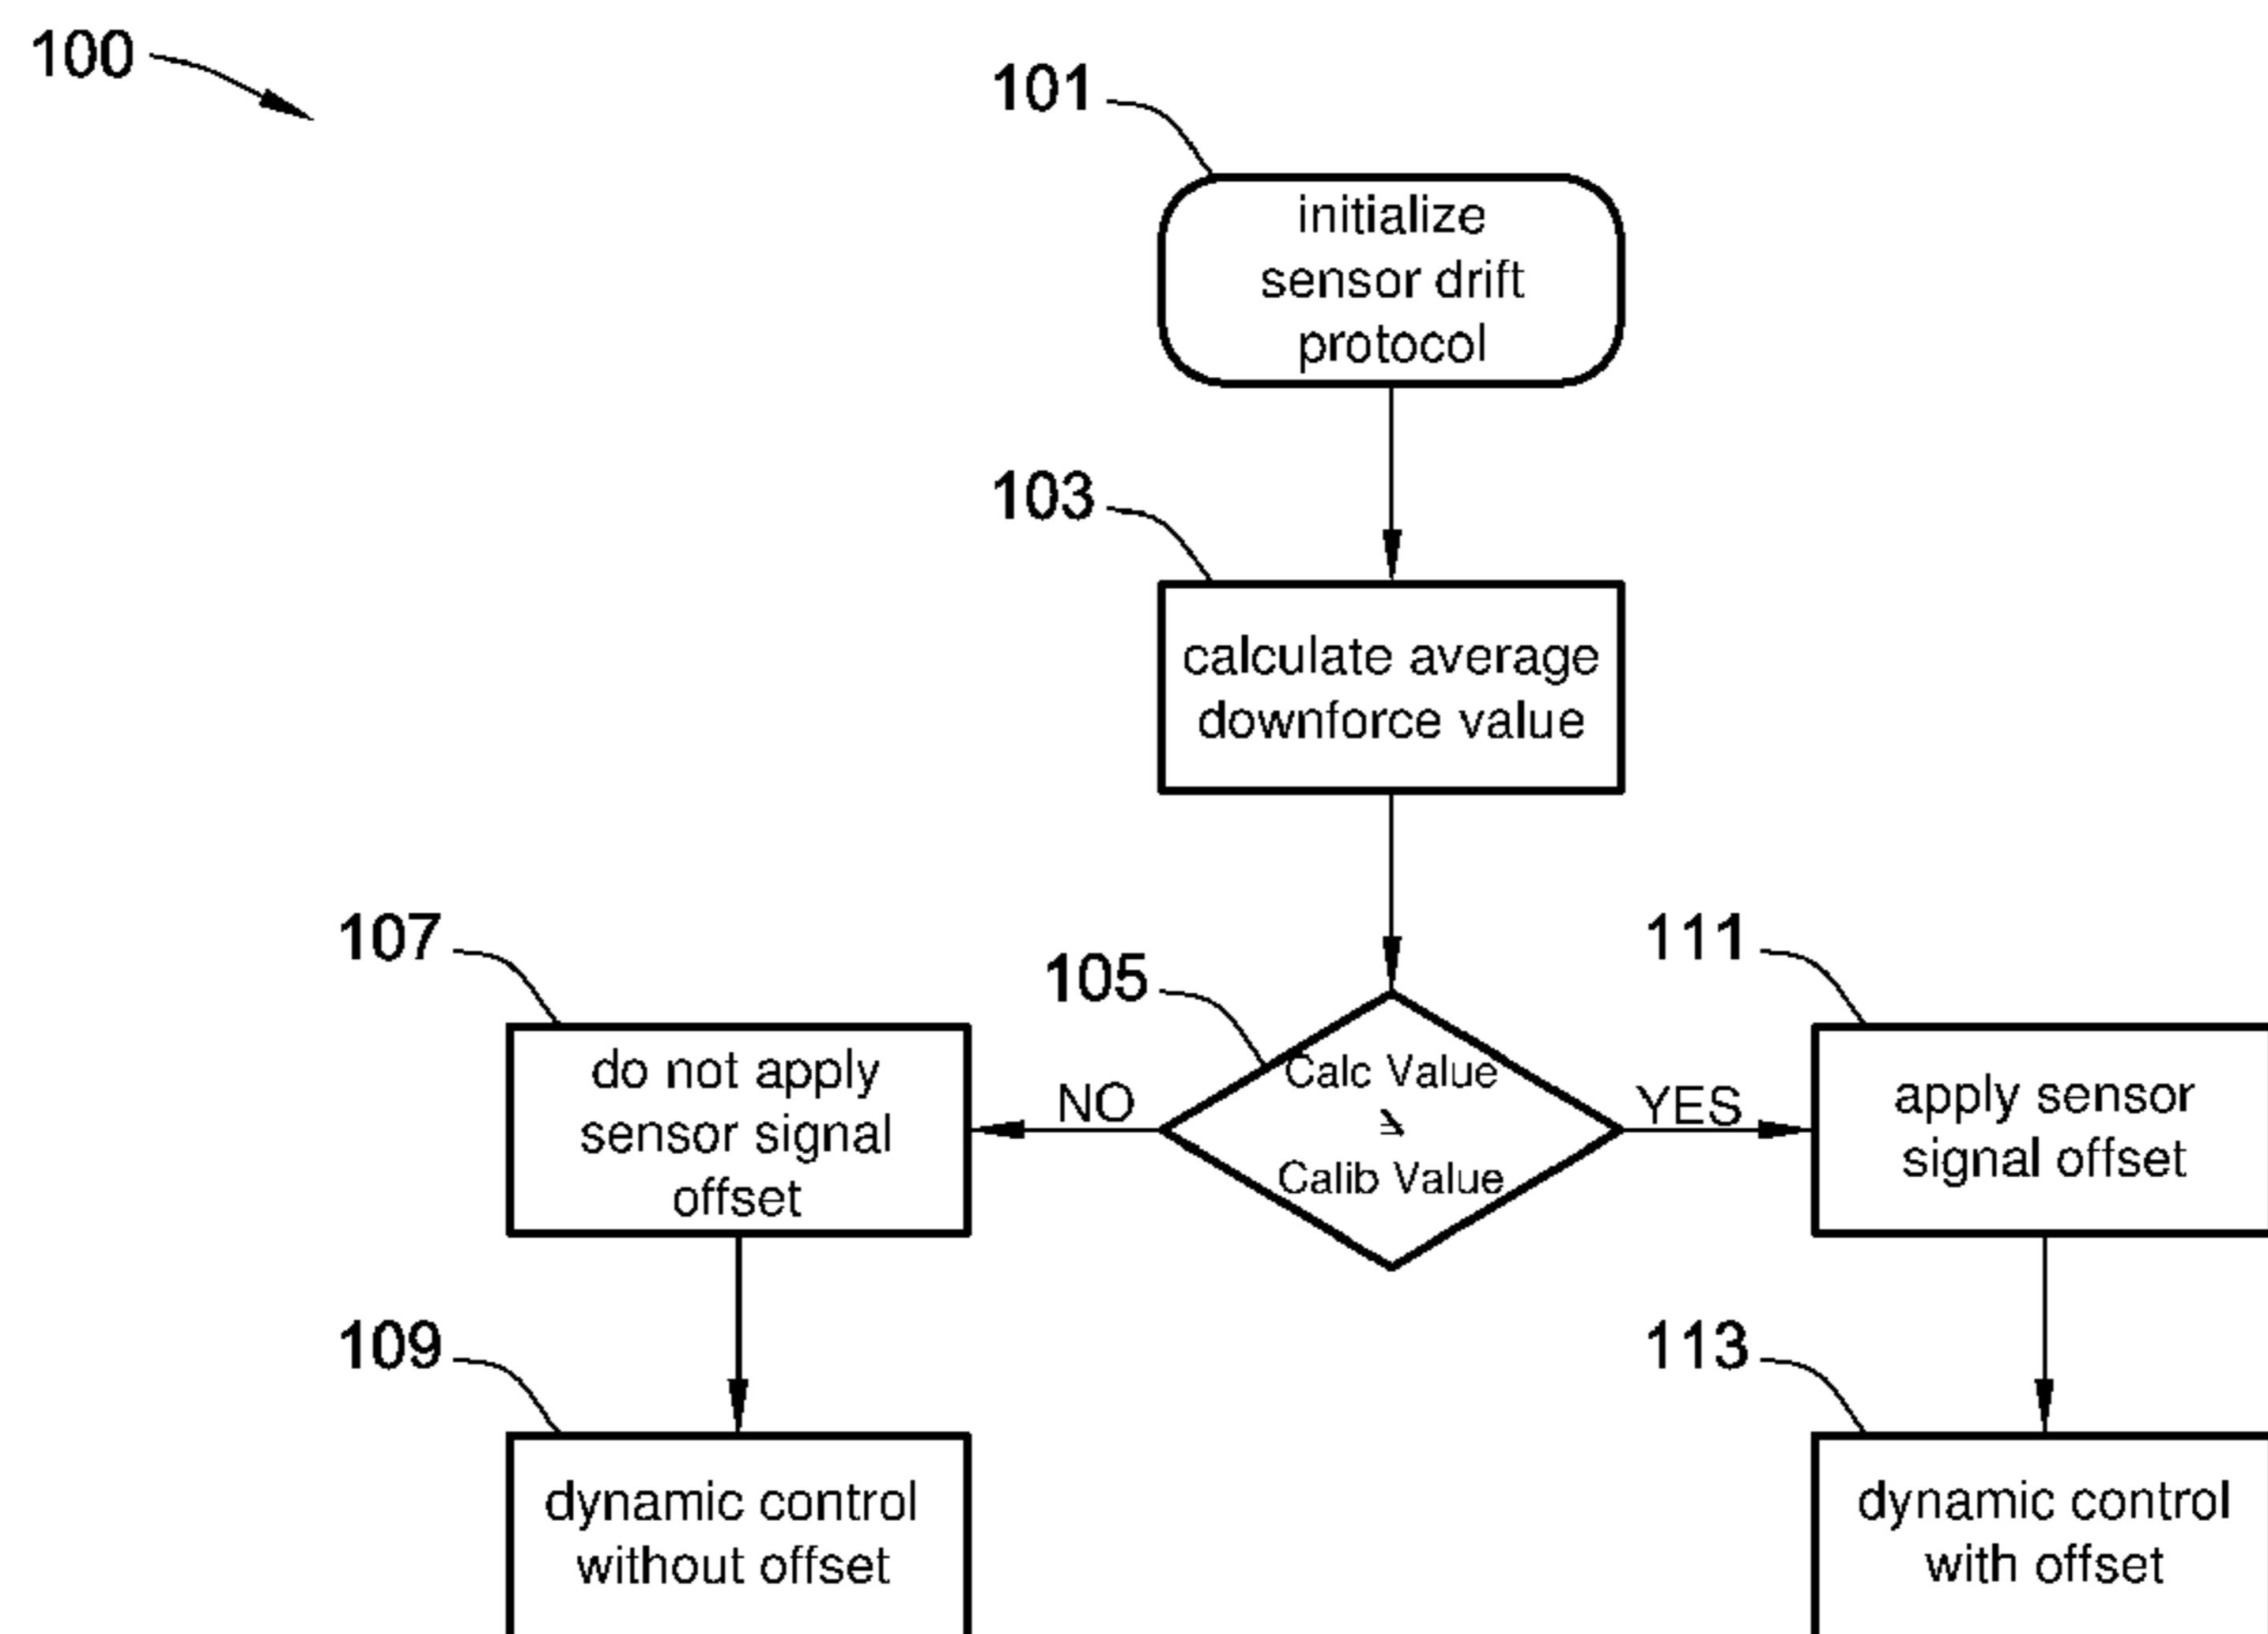 100
101
initialize
sensor drift
protocol
103
calculate average
downforce value
107
105
111
do not apply
sensor signal
offset
NO
Calc Value
Calib Value
YES
apply sensor
signal offset
109
113
dynamic control
without offset
dynamic control
with offset